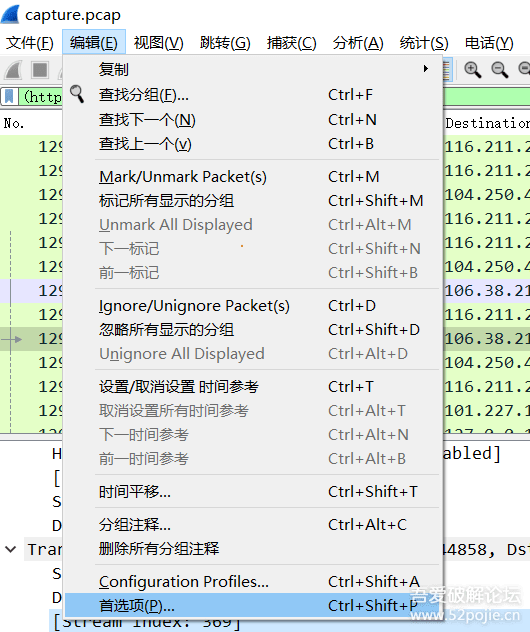 capture.pcap
文件(F) 编辑(E) 视图(V) 跳转(G) 捕获(C) 分析(A) 统计(S) 电话(Y)
(http
No. Destination
复制
查找分组(F)... Ctrl+F
查找下一个(N) Ctrl+N
查找上一个(v) Ctrl+B
Mark/Unmark Packet(s) Ctrl+M
标记所有显示的分组 Ctrl+Shift+M
Unmark All Displayed Ctrl+Alt+M
下一标记 Ctrl+Shift+N
前一标记 Ctrl+Shift+B
Ignore/Unignore Packet(s) Ctrl+D
忽略所有显示的分组 Ctrl+Shift+D
Unignore All Displayed Ctrl+Alt+D
设置/取消设置 时间参考 Ctrl+T
取消设置所有时间参考 Ctrl+Alt+T
下一时间参考 Ctrl+Alt+N
前一时间参考 Ctrl+Alt+B
时间平移... Ctrl+Shift+T
分组注释... Ctrl+Alt+C
删除所有分组注释
Configuration Profiles... Ctrl+Shift+A
首选项(P)... Ctrl+Shift+P
129 116.211.2
129 116.211.2
129 104.250.4
129 116.211.2
129 116.211.2
129 104.250.4
129 106.38.21
129 116.211.2
129 106.38.21
129 104.250.4
129 116.211.2
129 101.227.1
H abled]
[
S
D
Tran 44858, Dst
S
D
[Stream index: 369]
吾爱破解论坛
www.52pojie.cn